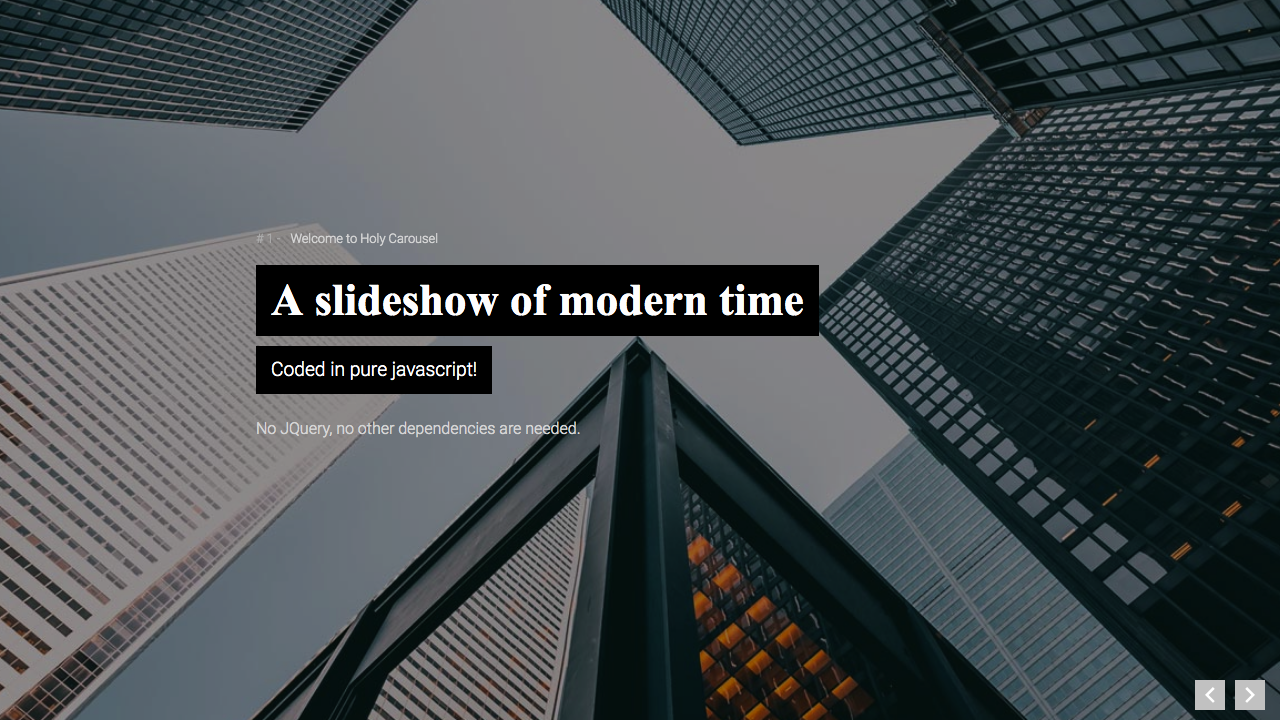 # 1 · Welcome to Holy Carousel
A slideshow of modern time
Coded in pure javascript!
No JQuery, no other dependencies are needed.